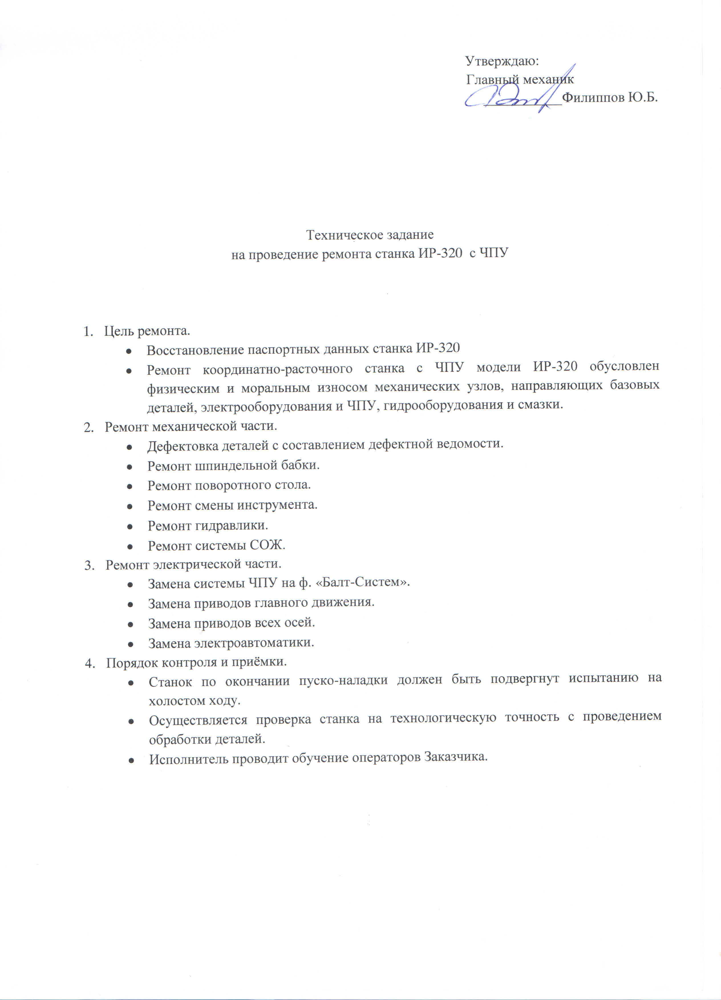 Утверждаю:
Главный механик
Филиппов Ю.Б.
Техническое задание
на проведение ремонта станка ИР-320 с ЧПУ
1. Цель ремонта.
• Восстановление паспортных данных станка ИР-320
• Ремонт координатно-расточного станка с ЧПУ модели ИР-320 обусловлен
физическим и моральным износом механических узлов, направляющих базовых
деталей, электрооборудования и ЧПУ, гидрооборудования и смазки.
2. Ремонт механической части.
• Дефектовка деталей с составлением дефектной ведомости.
• Ремонт шпиндельной бабки.
• Ремонт поворотного стола.
• Ремонт смены инструмента.
• Ремонт гидравлики.
• Ремонт системы СОЖ.
3. Ремонт электрической части.
• Замена системы ЧПУ на ф. «Балт-Систем».
• Замена приводов главного движения.
• Замена приводов всех осей.
• Замена электроавтоматики.
4. Порядок контроля и приёмки.
• Станок по окончании пуско-наладки должен быть подвергнут испытанию на
холостом ходу.
• Осуществляется проверка станка на технологическую точность с проведением
обработки деталей.
• Исполнитель проводит обучение операторов Заказчика.